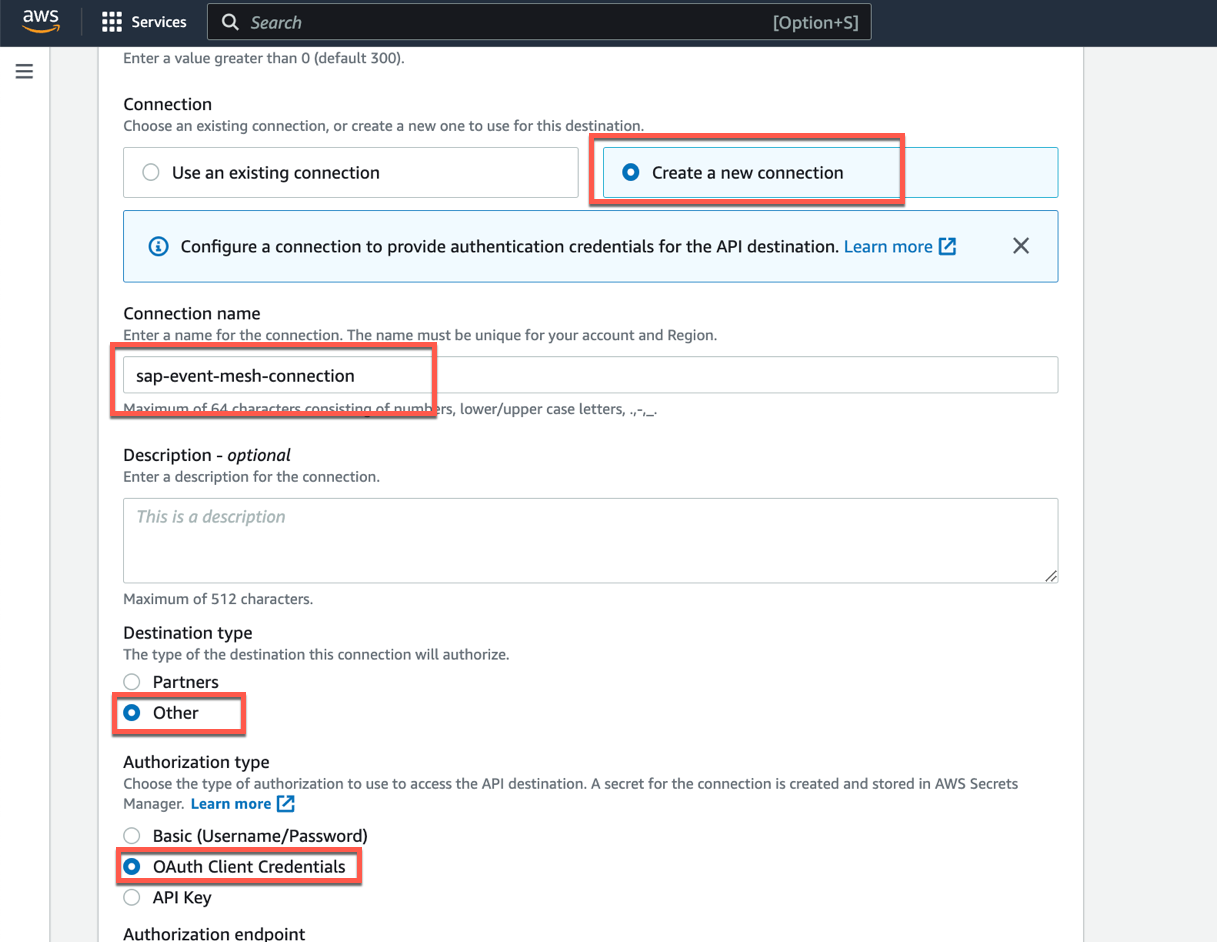 aws
Services
Search
[Option+S]
Enter a value greater than 0 (default 300).
Connection
Choose an existing connection, or create a new one to use for this destination.
Use an existing connection
Create a new connection
Configure a connection to provide authentication credentials for the API destination. Learn more
Connection name
Enter a name for the connection. The name must be unique for your account and Region.
sap-event-mesh-connection
Maximum of 64 characters consisting of numbers, lower/upper case letters, .,-,_.
Description - optional
Enter a description for the connection.
This is a description
Maximum of 512 characters.
Destination type
The type of the destination this connection will authorize.
Partners
Other
Authorization type
Choose the type of authorization to use to access the API destination. A secret for the connection is created and stored in AWS Secrets
Manager. Learn more
Basic (Username/Password)
OAuth Client Credentials
API Key
Authorization endpoint